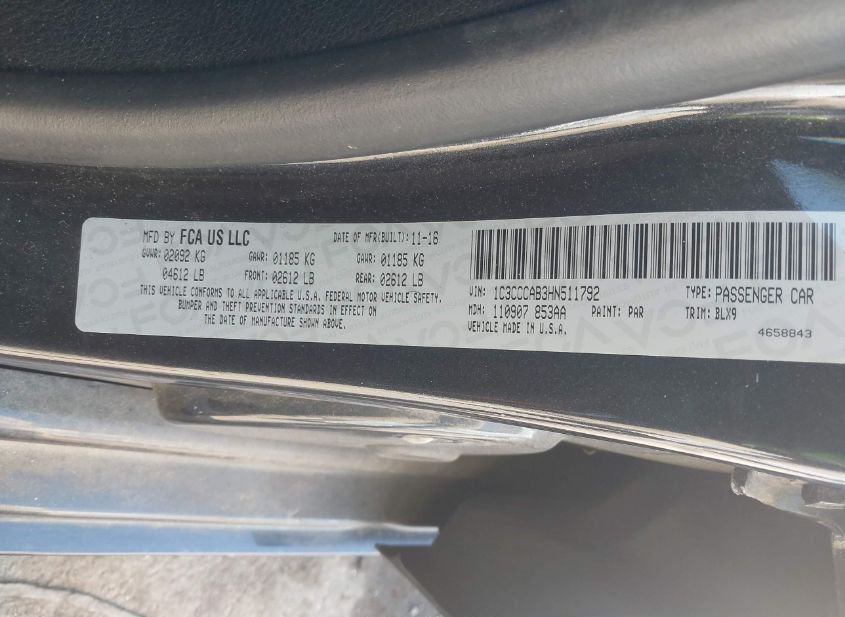 MFD BY FCA US LLC DATE OF MFR(BUILT): 11-16
GVWR: 02092 KG GAWR: 01185 KG GAWR: 01185 KG
04612 LB FRONT: 02612 LB REAR: 02612 LB
THIS VEHICLE CONFORMS TO ALL APPLICABLE U.S.A. FEDERAL MOTOR VEHICLE SAFETY,
BUMPER AND THEFT PREVENTION STANDARDS IN EFFECT ON
THE DATE OF MANUFACTURE SHOWN ABOVE.
VIN: 1C3CCCAB3HN511792 TYPE: PASSENGER CAR
MDH: 110907 853AA PAINT: PAR TRIM: BLX9
VEHICLE MADE IN U.S.A.
4658843